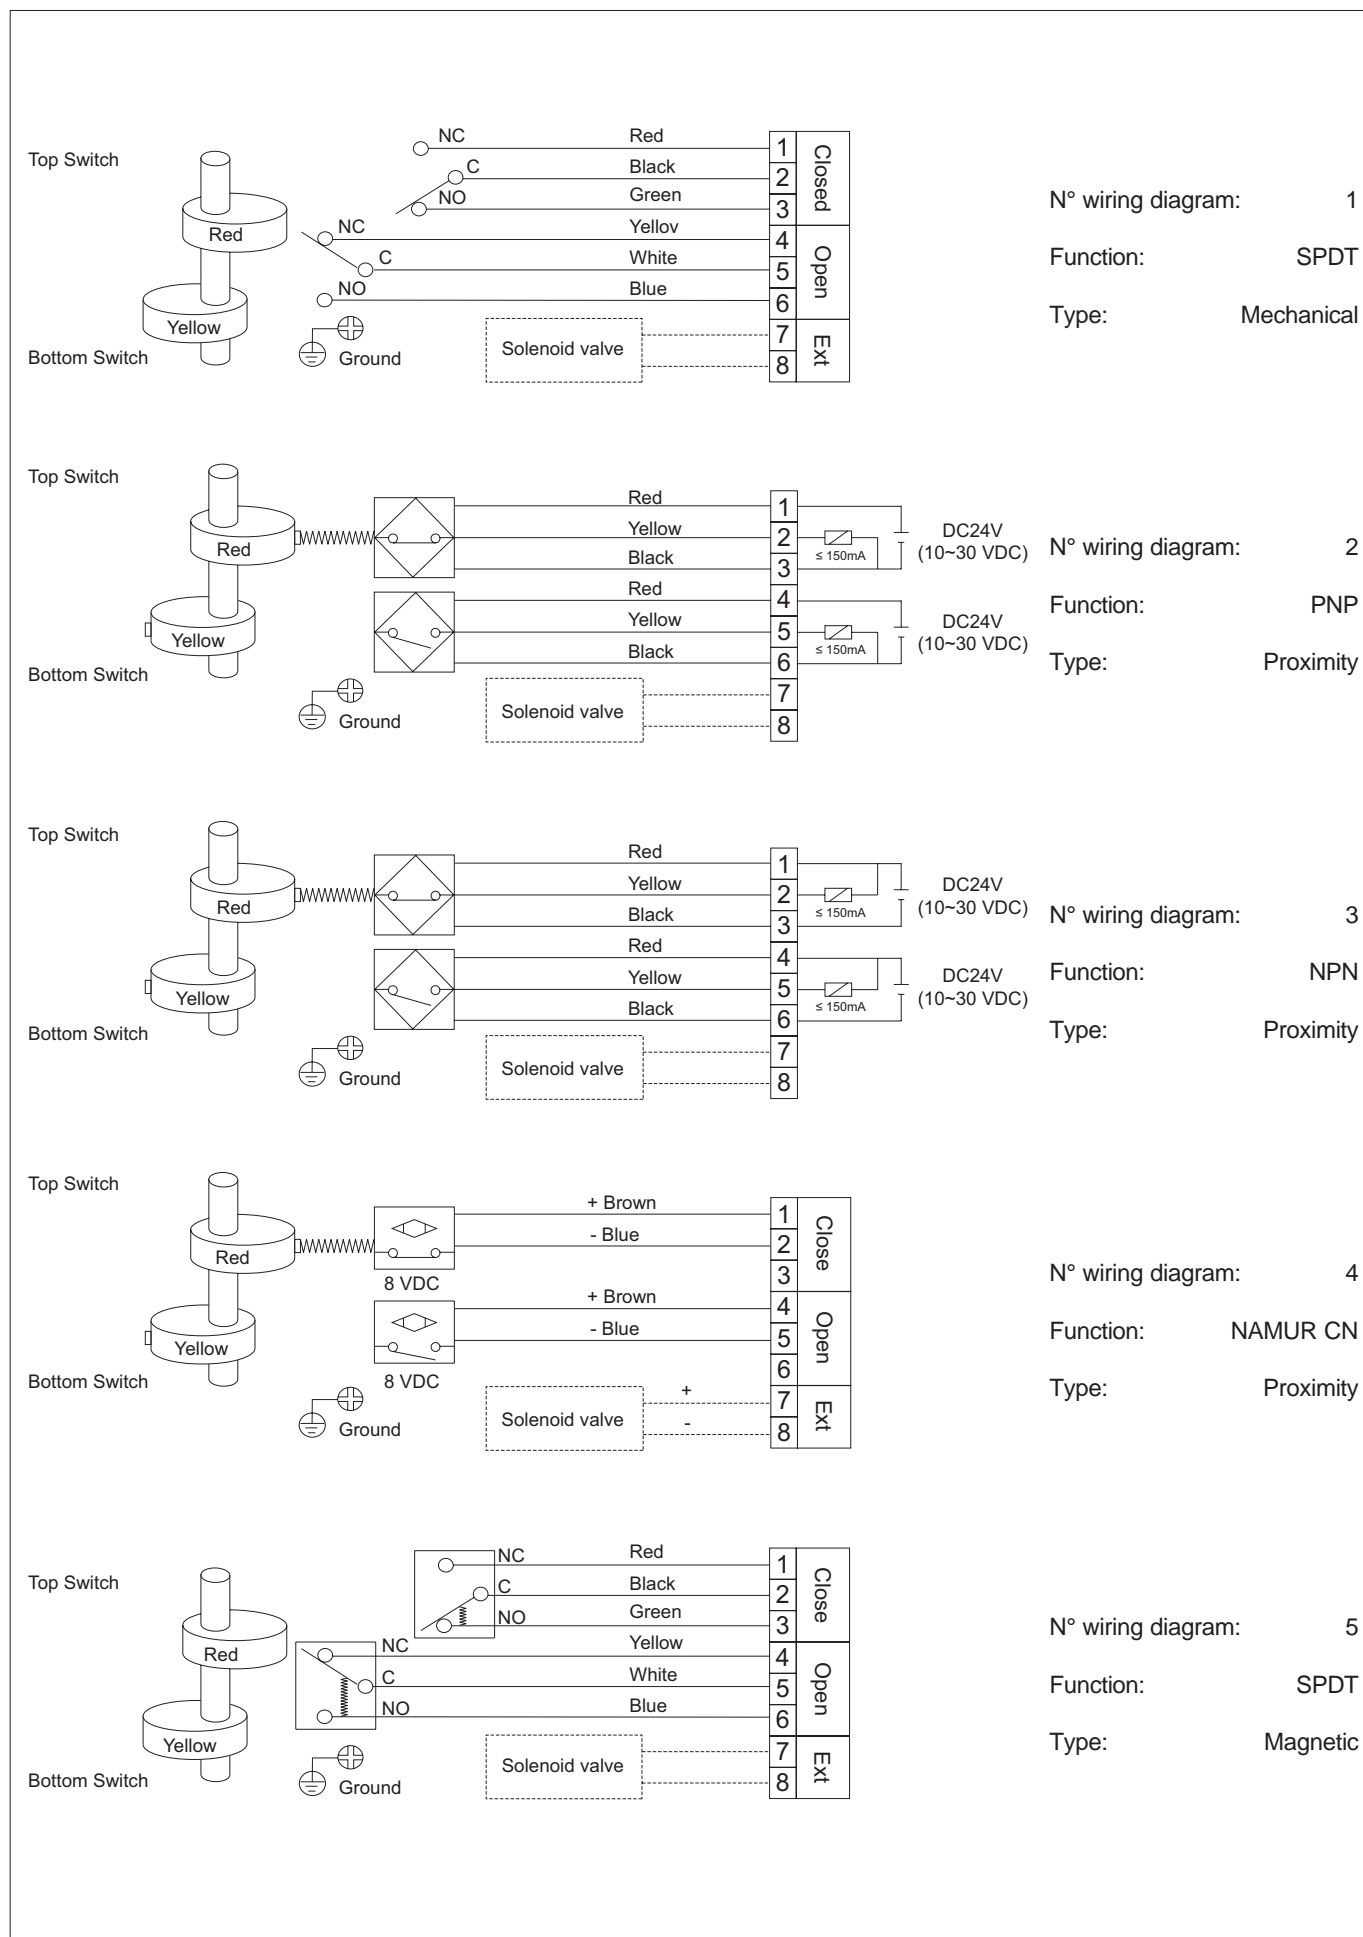 Top Switch
Red
Yellow
Bottom Switch
NC Red
C Black
NO Green
NC Yellov
C White
NO Blue
Ground
Solenoid valve
1
2
3
4
5
6
7
8
Closed
Open
Ext
N° wiring diagram: 1
Function: SPDT
Type: Mechanical
Top Switch
Red
Yellow
Bottom Switch
Red
Yellow
Black
Red
Yellow
Black
Ground
Solenoid valve
1
2
3
4
5
6
7
8
≤ 150mA
DC24V
(10~30 VDC)
≤ 150mA
DC24V
(10~30 VDC)
N° wiring diagram: 2
Function: PNP
Type: Proximity
Top Switch
Red
Yellow
Bottom Switch
Red
Yellow
Black
Red
Yellow
Black
Ground
Solenoid valve
1
2
3
4
5
6
7
8
≤ 150mA
DC24V
(10~30 VDC)
≤ 150mA
DC24V
(10~30 VDC)
N° wiring diagram: 3
Function: NPN
Type: Proximity
Top Switch
Red
Yellow
Bottom Switch
+ Brown
- Blue
8 VDC
+ Brown
- Blue
8 VDC
Ground
Solenoid valve
+
-
1
2
3
4
5
6
7
8
Close
Open
Ext
N° wiring diagram: 4
Function: NAMUR CN
Type: Proximity
Top Switch
Red
Yellow
Bottom Switch
NC Red
C Black
NO Green
NC Yellow
C White
NO Blue
Ground
Solenoid valve
1
2
3
4
5
6
7
8
Close
Open
Ext
N° wiring diagram: 5
Function: SPDT
Type: Magnetic